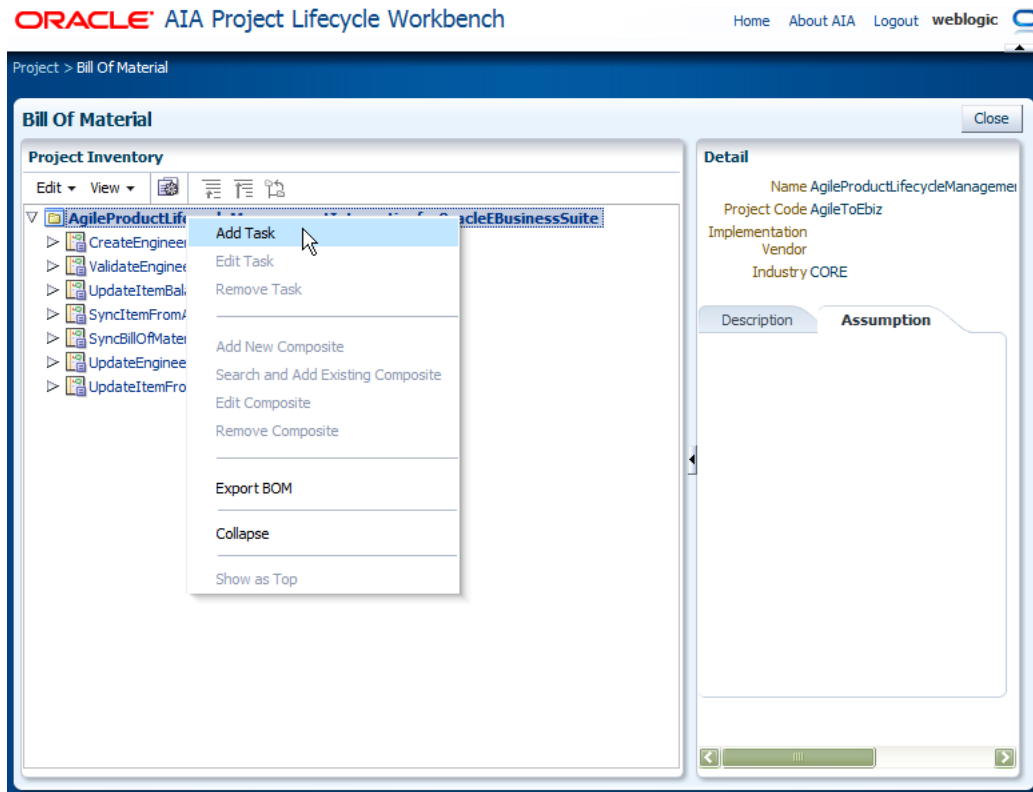 ORACLE AIA Project Lifecycle Workbench
Home About AIA Logout weblogic
Project > Bill Of Material
Bill Of Material
Close
Project Inventory
Edit View
AgileProductLife acleEBusinessSuite
CreateEngineer
ValidateEnginee
UpdateItemBala
SyncItemFromA
SyncBillOfMater
UpdateEnginee
UpdateItemFro
Add Task
Edit Task
Remove Task
Add New Composite
Search and Add Existing Composite
Edit Composite
Remove Composite
Export BOM
Collapse
Show as Top
Detail
Name AgileProductLifecycleManagemen
Project Code AgileToEbiz
Implementation
Vendor
Industry CORE
Description Assumption